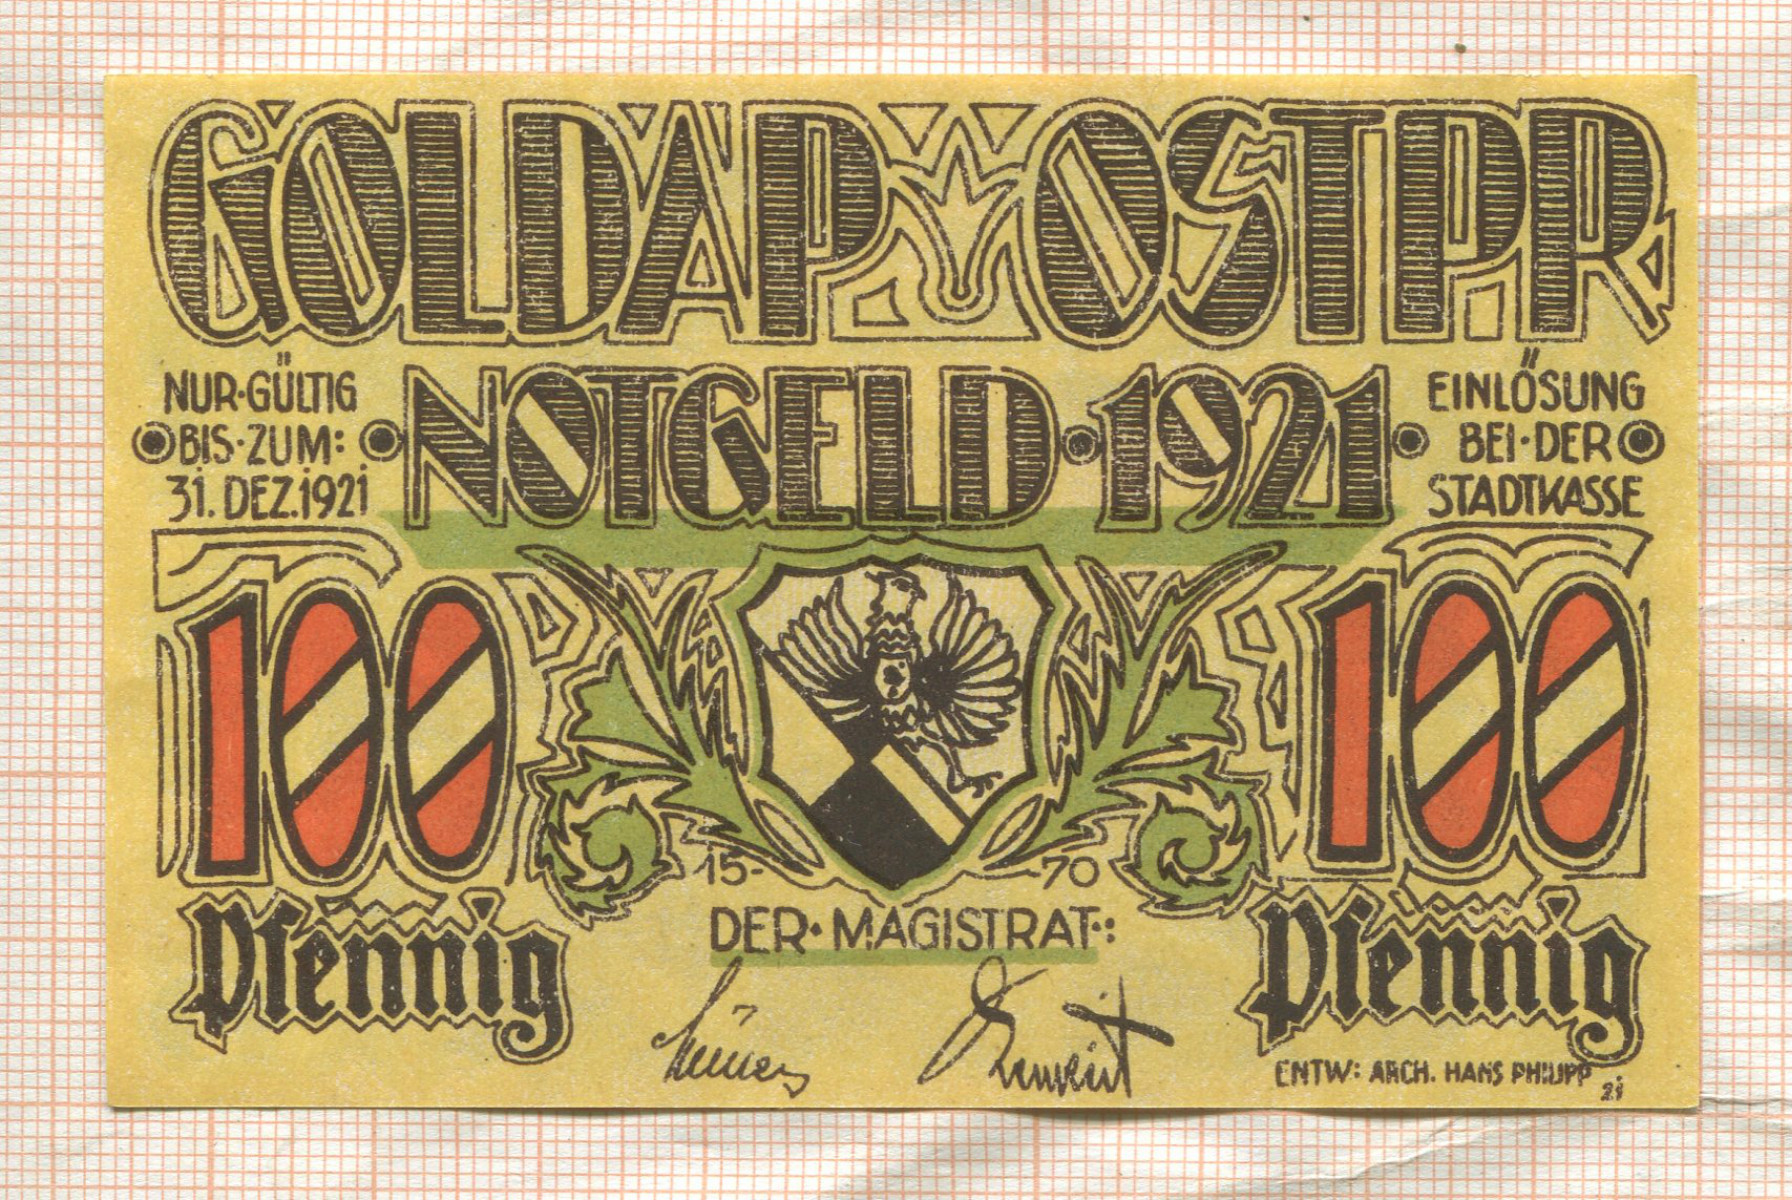 GOLDAP OSTPR
NUR·GÜLTIG
BIS·ZUM:
31. DEZ. 1921
NOTGELD·1921
EINLÖSUNG
BEI·DER
STADTKASSE
100
Pfennig
15-
-70
DER·MAGISTRAT·:
100
Pfennig
ENTW: ARCH. HANS PHILIPP
21